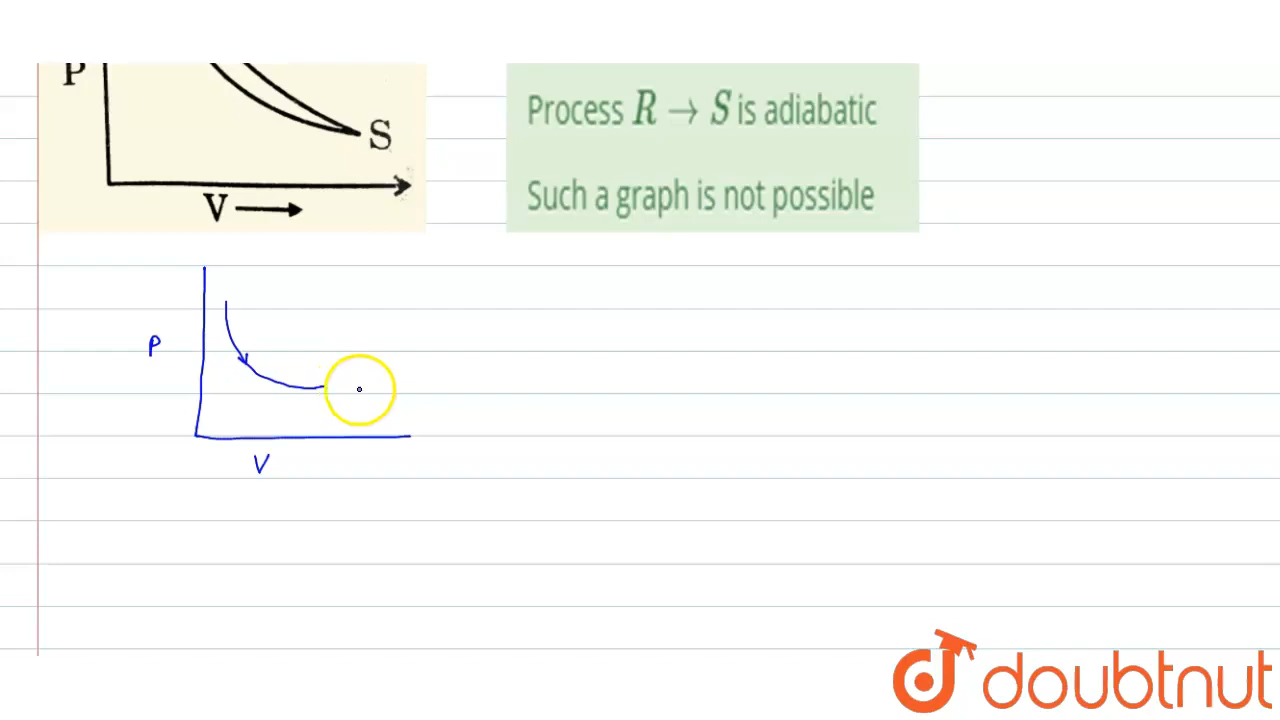 P
S
V
Process R → S is adiabatic
Such a graph is not possible
P
V
doubtnut